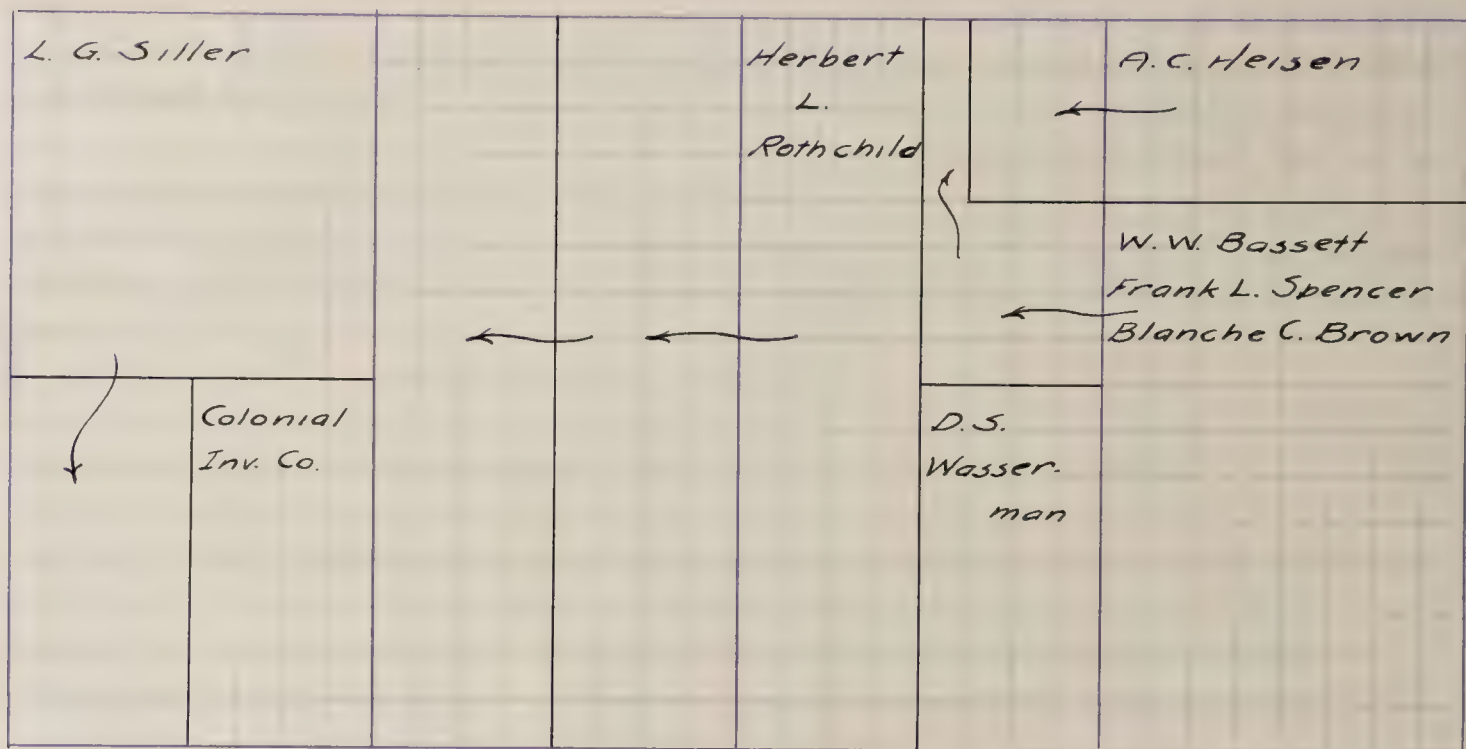 L. G. Siller
Colonial
Inv. Co.
Herbert
L.
Rothchild
A. C. Heisen
W. W. Bassett
Frank L. Spencer
Blanche C. Brown
D. S.
Wasser-
man